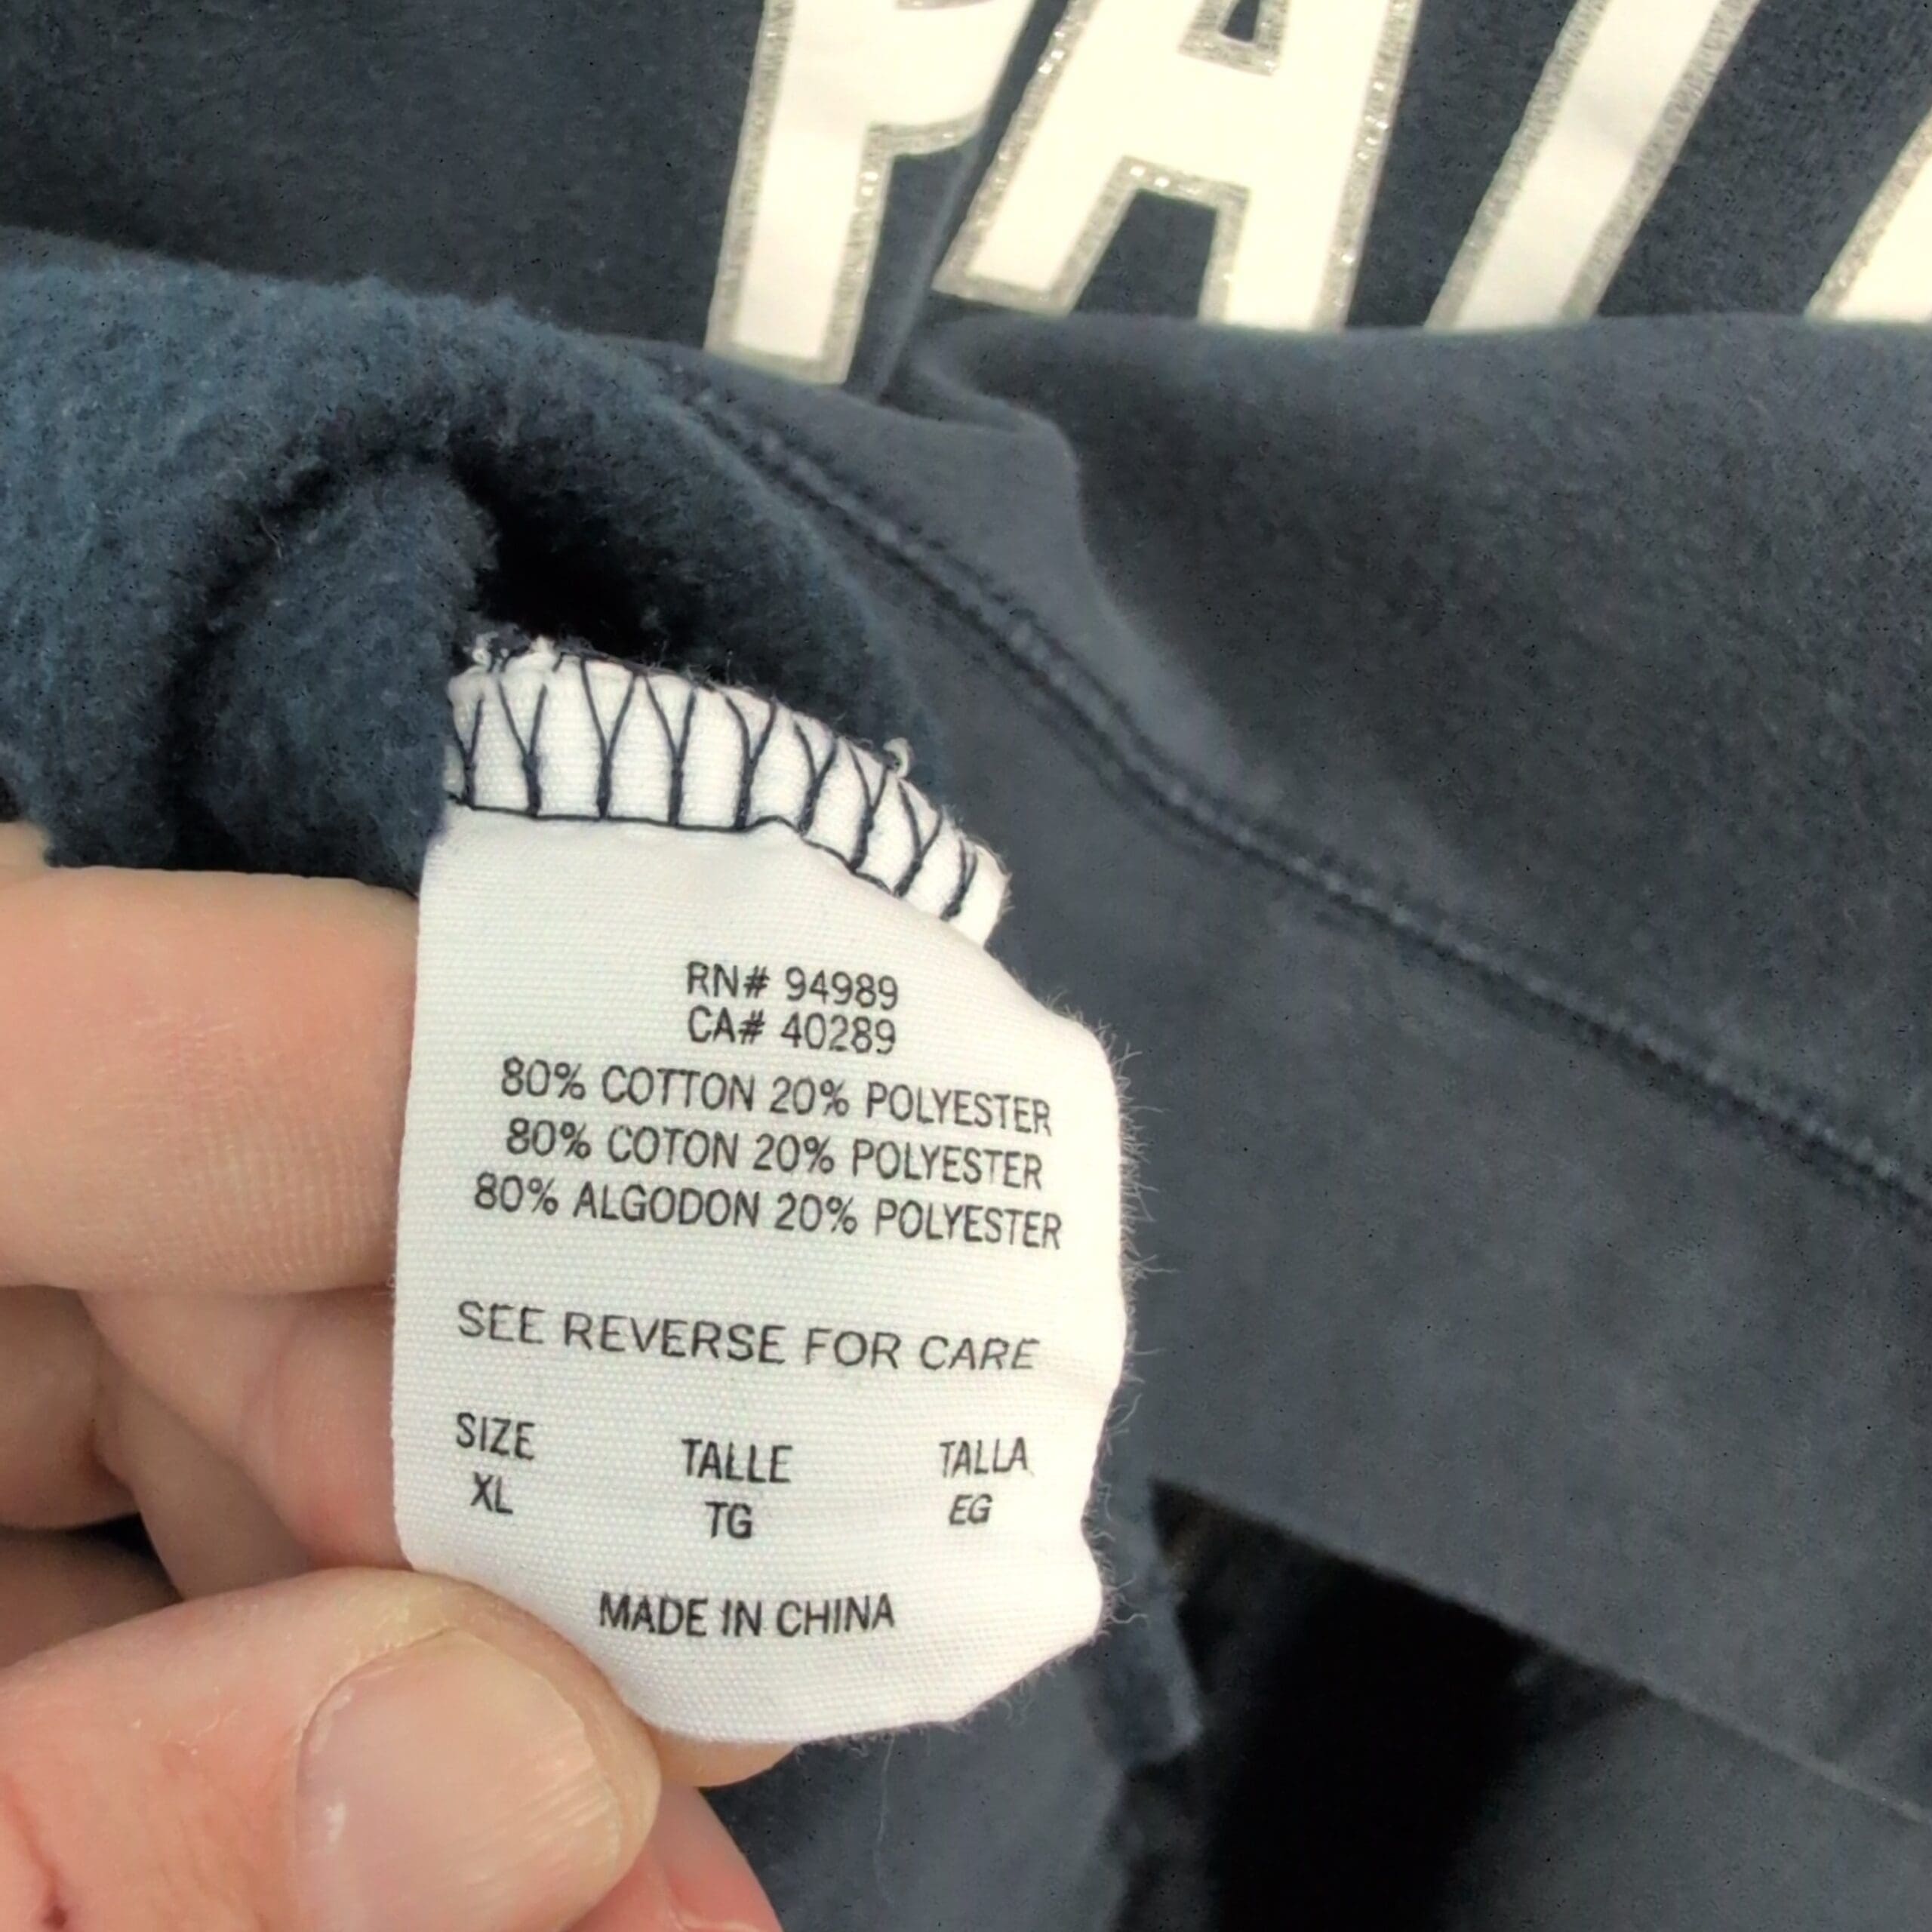 PAT
RN# 94989
CA# 40289
80% COTTON 20% POLYESTER
80% COTON 20% POLYESTER
80% ALGODON 20% POLYESTER
SEE REVERSE FOR CARE
SIZE TALLE TALLA
XL TG EG
MADE IN CHINA